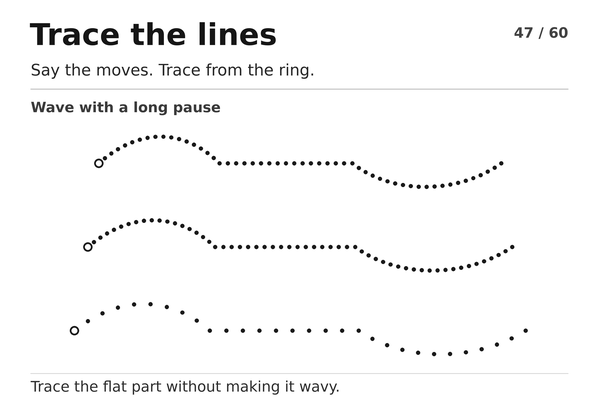 Trace the lines
47 / 60
Say the moves. Trace from the ring.
Wave with a long pause
Trace the flat part without making it wavy.